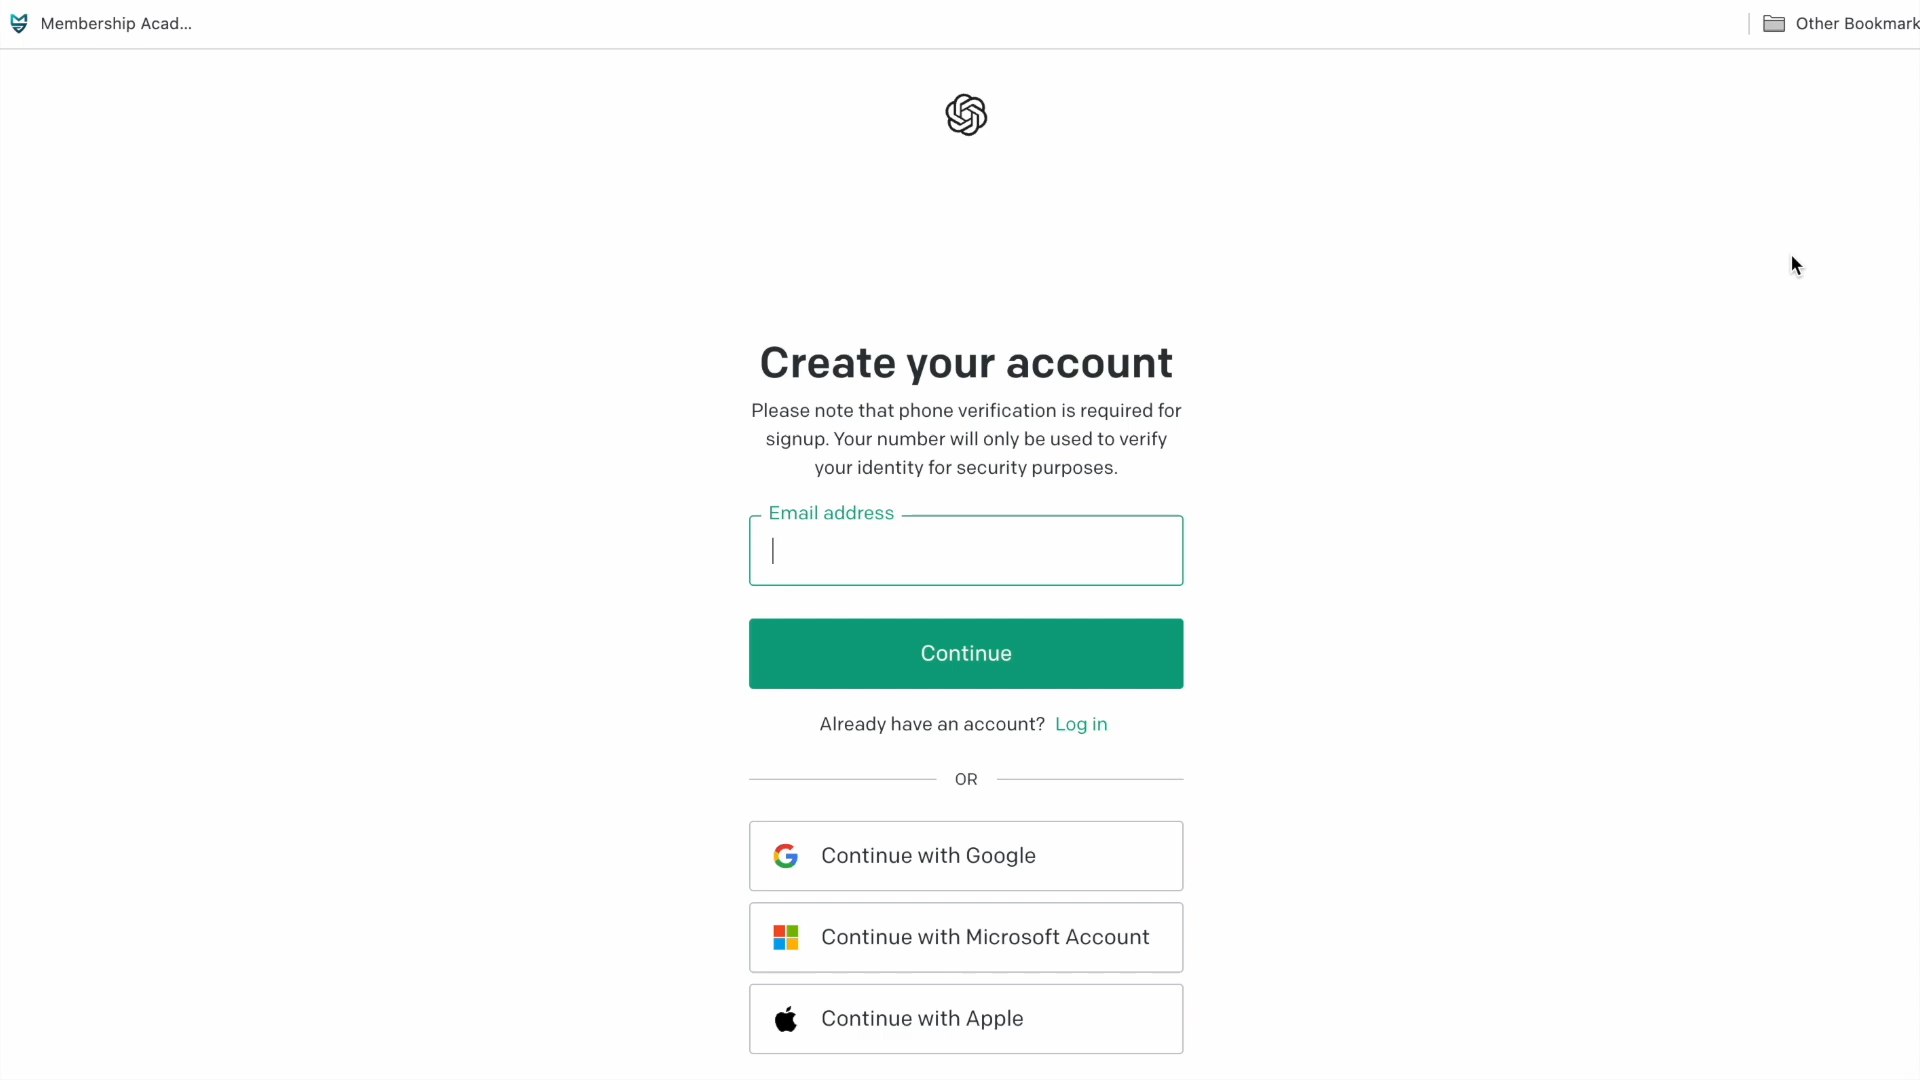 Membership Acad...
Other Bookmark
Create your account
Please note that phone verification is required for
signup. Your number will only be used to verify
your identity for security purposes.
Email address
Continue
Already have an account? Log in
OR
Continue with Google
Continue with Microsoft Account
Continue with Apple